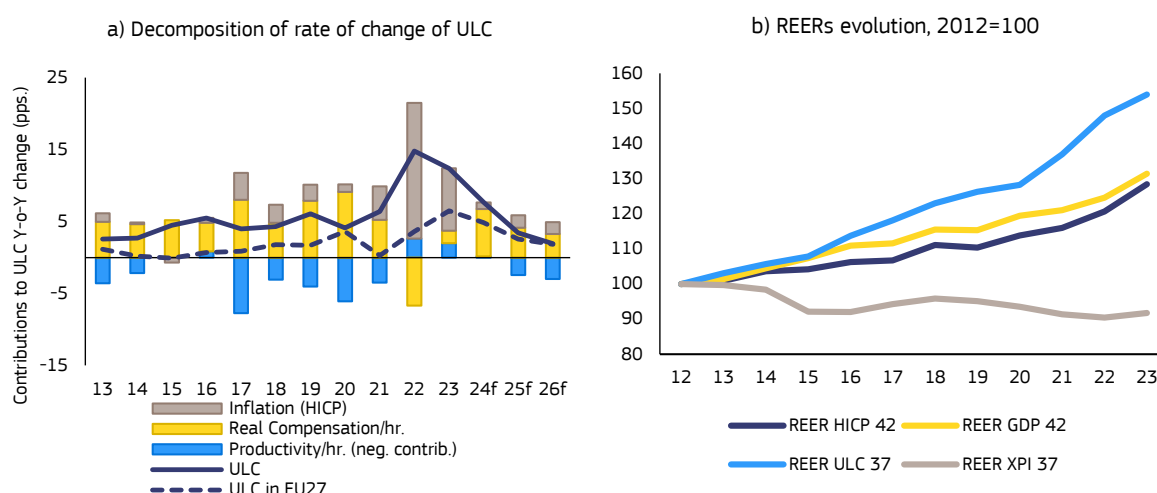 a) Decomposition of rate of change of ULC
Contributions to ULC Y-o-Y change (pps.)
25
15
5
-5
-15
13 14 15 16 17 18 19 20 21 22 23 24f 25f 26f
Inflation (HICP)
Real Compensation/hr.
Productivity/hr. (neg. contrib.)
ULC
ULC in EU27
b) REERs evolution, 2012=100
160
150
140
130
120
110
100
90
80
12 13 14 15 16 17 18 19 20 21 22 23
REER HICP 42 REER GDP 42
REER ULC 37 REER XPI 37